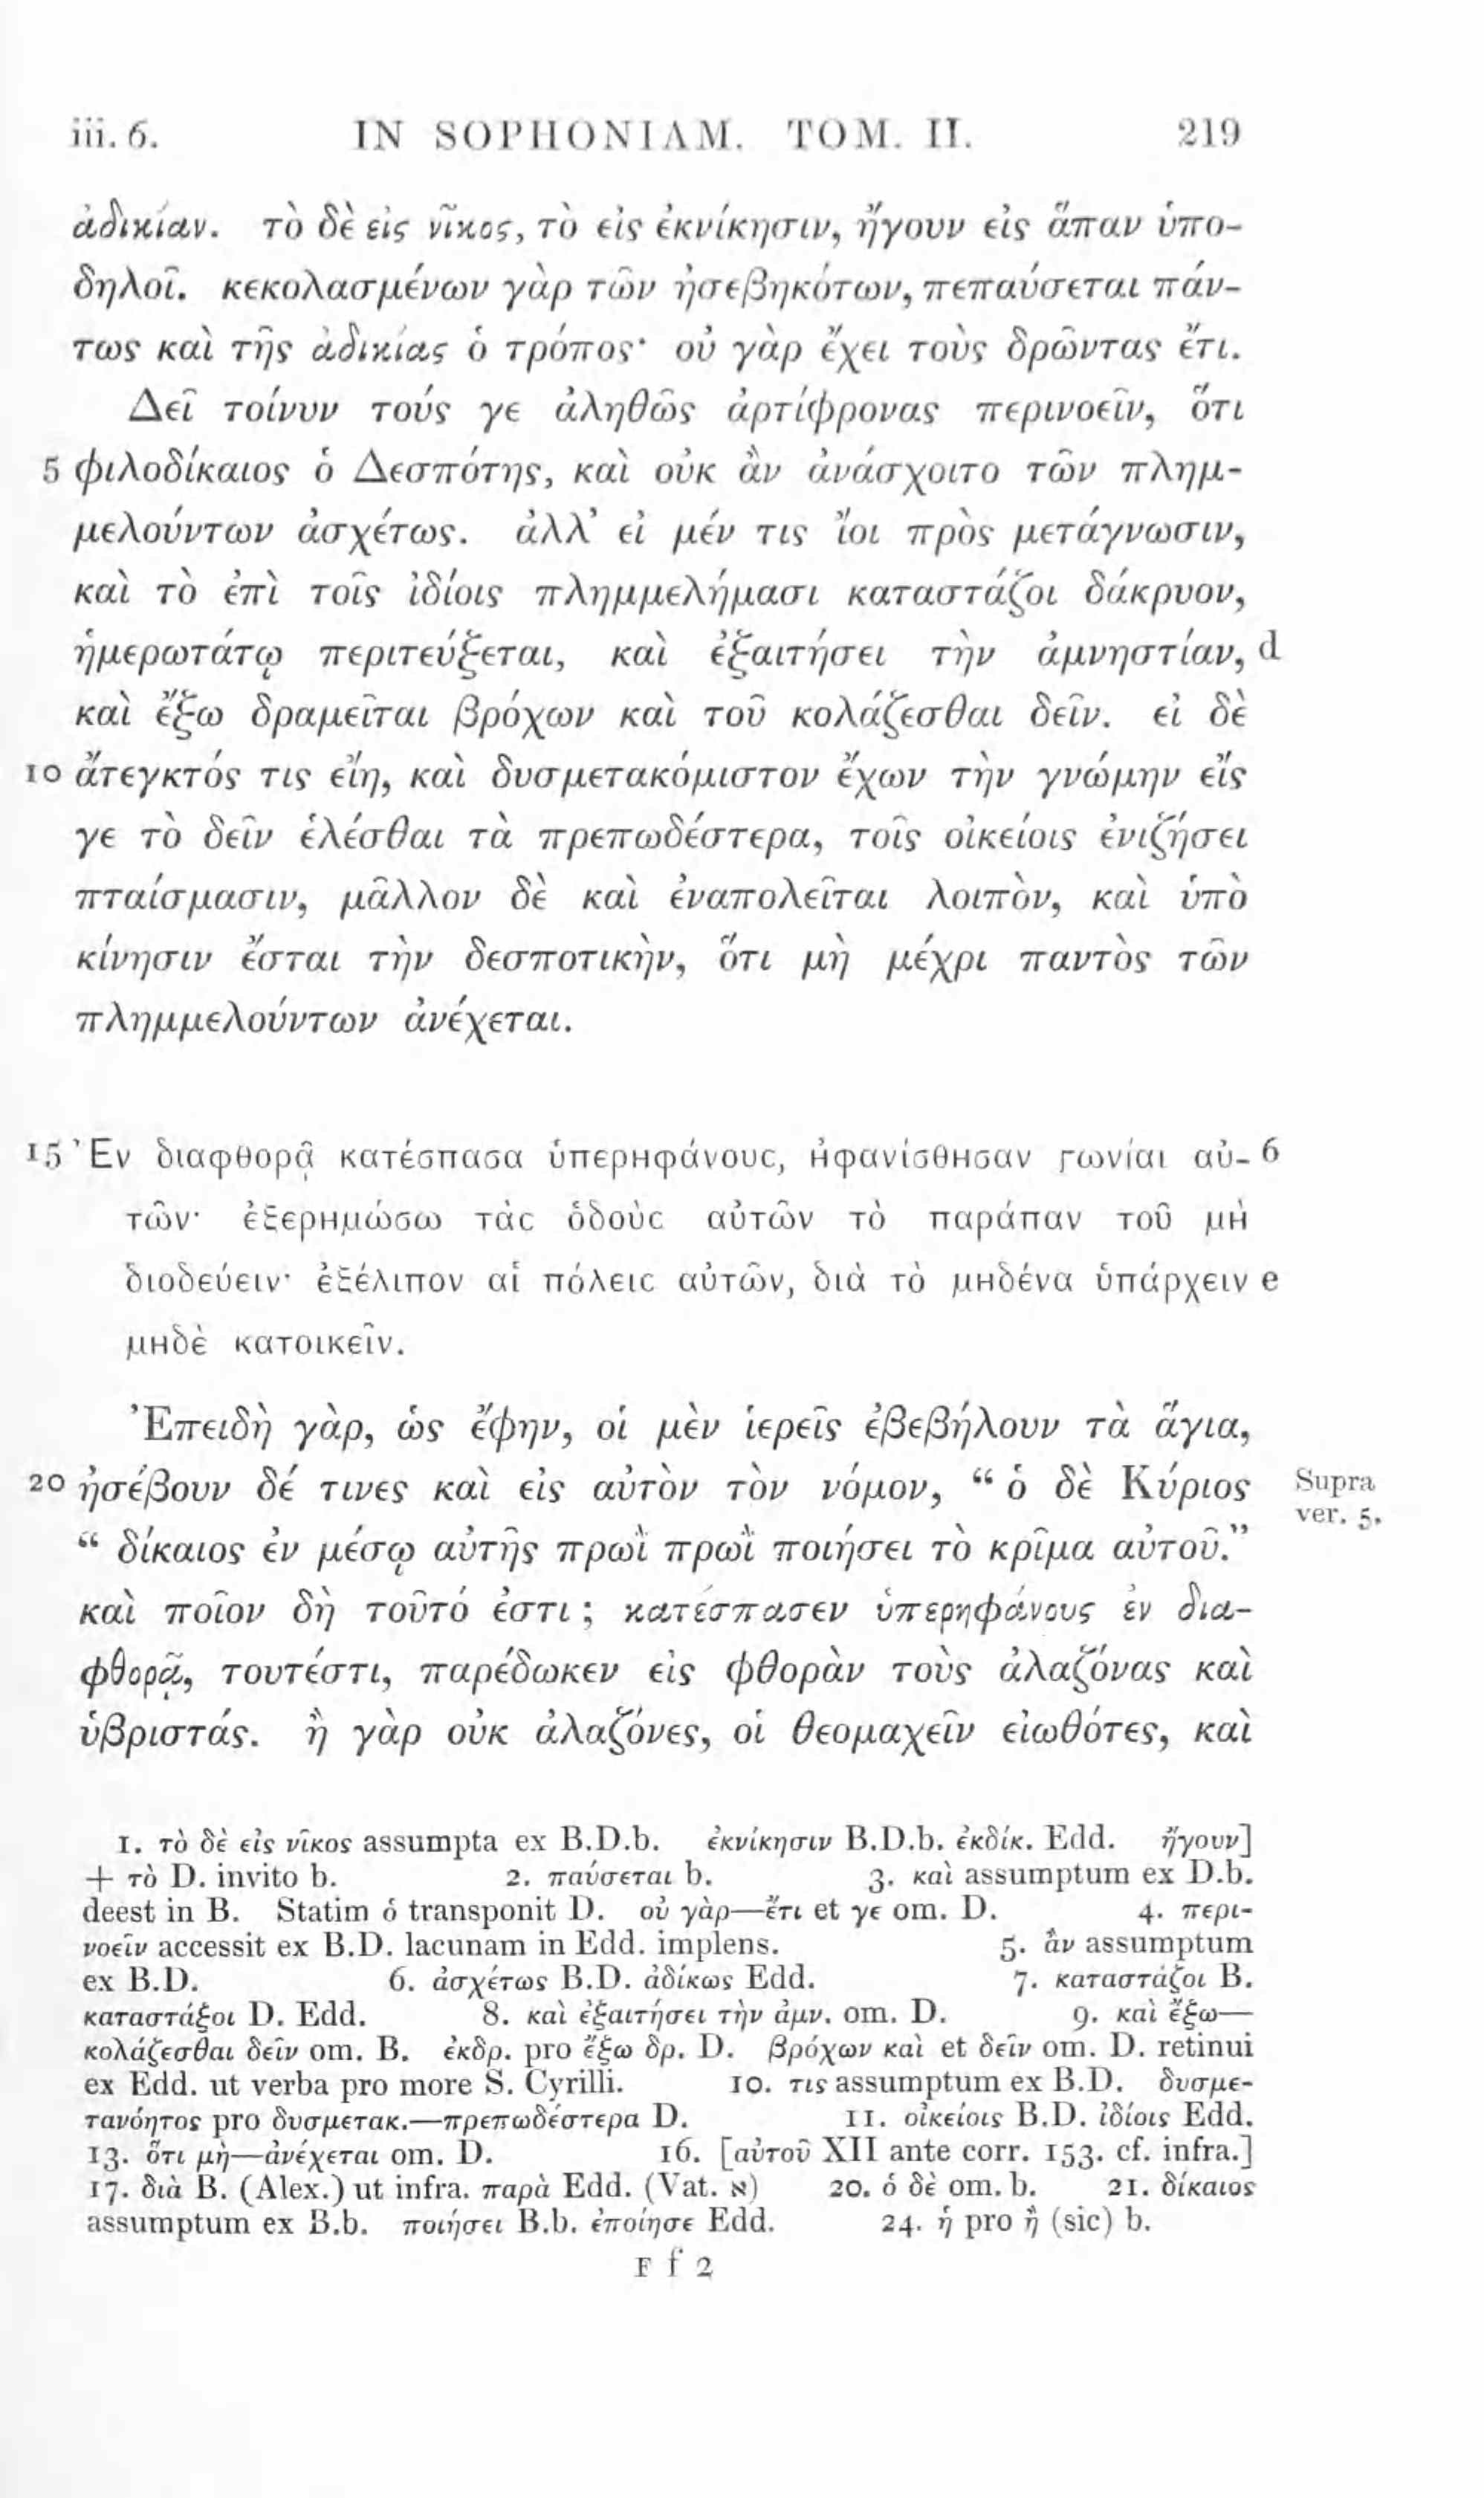 iii. 6. IN SOPHONIAM. TOM. II. 219
ἀδικίαν. τὸ δὲ εἰς νῖκος, τὸ εἰς ἐκνίκησιν, ἤγουν εἰς ἅπαν ὑπο-
δηλοῖ. κεκολασμένων γὰρ τῶν ἠσεβηκότων, πεπαύσεται πάν-
τως καὶ τῆς ἀδικίας ὁ τρόπος· οὐ γὰρ ἔχει τοὺς δρῶντας ἔτι.
Δεῖ τοίνυν τούς γε ἀληθῶς ἀρτίφρονας περινοεῖν, ὅτι
5 φιλοδίκαιος ὁ Δεσπότης, καὶ οὐκ ἂν ἀνάσχοιτο τῶν πλημ-
μελούντων ἀσχέτως. ἀλλ’ εἰ μέν τις ἴοι πρὸς μετάγνωσιν,
καὶ τὸ ἐπὶ τοῖς ἰδίοις πλημμελήμασι καταστάζοι δάκρυον,
ἡμερωτάτῳ περιτεύξεται, καὶ ἐξαιτήσει τὴν ἀμνηστίαν, d
καὶ ἔξω δραμεῖται βρόχων καὶ τοῦ κολάζεσθαι δεῖν. εἰ δὲ
10 ἄτεγκτός τις εἴη, καὶ δυσμετακόμιστον ἔχων τὴν γνώμην εἴς
γε τὸ δεῖν ἑλέσθαι τὰ πρεπωδέστερα, τοῖς οἰκείοις ἐνιζήσει
πταίσμασιν, μᾶλλον δὲ καὶ ἐναπολεῖται λοιπὸν, καὶ ὑπὸ
κίνησιν ἔσται τὴν δεσποτικὴν, ὅτι μὴ μέχρι παντὸς τῶν
πλημμελούντων ἀνέχεται.
15 Ἐν διαφθορᾷ κατέσπασα ὑπερηφάνους, ἠφανίσθησαν γωνίαι αὐ- 6
τῶν· ἐξερημώσω τὰς ὁδοὺς αὐτῶν τὸ παράπαν τοῦ μὴ
διοδεύειν· ἐξέλιπον αἱ πόλεις αὐτῶν, διὰ τὸ μηδένα ὑπάρχειν e
μηδὲ κατοικεῖν.
Ἐπειδὴ γὰρ, ὡς ἔφην, οἱ μὲν ἱερεῖς ἐβεβήλουν τὰ ἅγια,
20 ἠσέβουν δέ τινες καὶ εἰς αὐτὸν τὸν νόμον, “ ὁ δὲ Κύριος Supra
“ δίκαιος ἐν μέσῳ αὐτῆς πρωῒ πρωῒ ποιήσει τὸ κρῖμα αὐτοῦ.” ver. 5.
καὶ ποῖον δὴ τοῦτό ἐστι ; κατέσπασεν ὑπερηφάνους ἐν δια-
φθορᾷ, τουτέστι, παρέδωκεν εἰς φθορὰν τοὺς ἀλαζόνας καὶ
ὑβριστάς. ἢ γὰρ οὐκ ἀλαζόνες, οἱ θεομαχεῖν εἰωθότες, καὶ
1. τὸ δὲ εἰς νῖκος assumpta ex B.D.b. ἐκνίκησιν B.D.b. ἐκδίκ. Edd. ἤγουν]
+ τὸ D. invito b. 2. παύσεται b. 3. καὶ assumptum ex D.b.
deest in B. Statim ὁ transponit D. οὐ γὰρ—ἔτι et γε om. D. 4. περι-
νοεῖν accessit ex B.D. lacunam in Edd. implens. 5. ἂν assumptum
ex B.D. 6. ἀσχέτως B.D. ἀδίκως Edd. 7. καταστάζοι B.
καταστάξοι D. Edd. 8. καὶ ἐξαιτήσει τὴν ἀμν. om. D. 9. καὶ ἔξω—
κολάζεσθαι δεῖν om. B. ἐκδρ. pro ἔξω δρ. D. βρόχων καὶ et δεῖν om. D. retinui
ex Edd. ut verba pro more S. Cyrilli. 10. τις assumptum ex B.D. δυσμε-
τανόητος pro δυσμετακ.—πρεπωδέστερα D. 11. οἰκείοις B.D. ἰδίοις Edd.
13. ὅτι μὴ—ἀνέχεται om. D. 16. [αὐτοῦ XII ante corr. 153. cf. infra.]
17. διὰ B. (Alex.) ut infra. παρὰ Edd. (Vat. א) 20. ὁ δὲ om. b. 21. δίκαιος
assumptum ex B.b. ποιήσει B.b. ἐποίησε Edd. 24. ἡ pro ἢ (sic) b.
F f 2